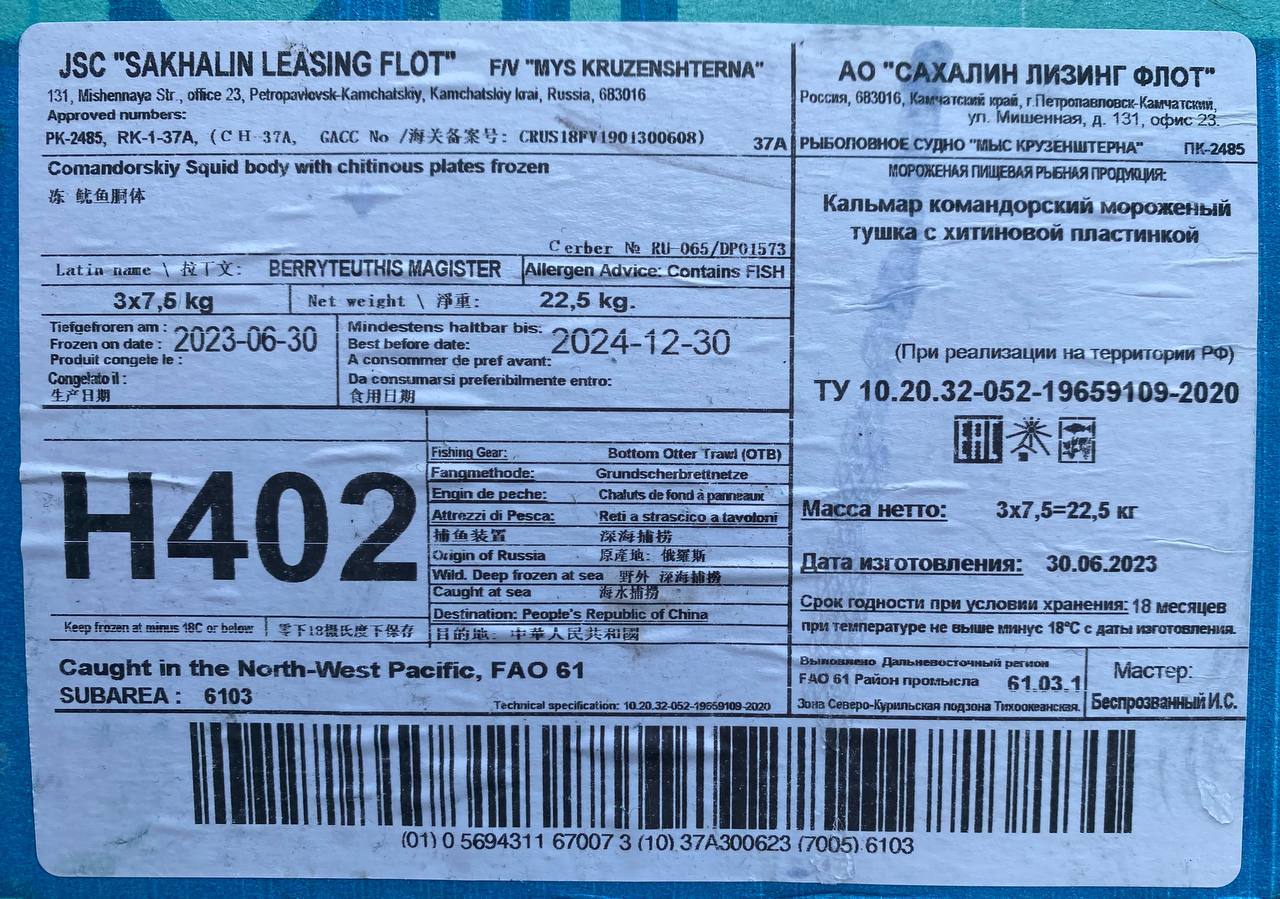 JSC "SAKHALIN LEASING FLOT" F/V "MYS KRUZENSHTERNA"
131, Mishennaya Str., office 23, Petropavlovsk-Kamchatskiy, Kamchatskiy krai, Russia, 683016
Approved numbers:
PK-2485, RK-1-37A, (CH-37A, GACC No /海关备案号: CRUS18FV1901300608) 37A
Comandorskiy Squid body with chitinous plates frozen
冻 鱿鱼胴体
Cerber № RU-065/DP01573
Latin name \ 拉丁文: BERRYTEUTHIS MAGISTER Allergen Advice: Contains FISH
3x7,5 kg Net weight \ 淨重: 22,5 kg.
Tiefgefroren am :
Frozen on date : 2023-06-30
Produit congele le :
Congelato il :
生产日期
Mindestens haltbar bis:
Best before date: 2024-12-30
A consommer de pref avant:
Da consumarsi preferibilmente entro:
食用日期
H402
Keep frozen at minus 18C or below 零下18摄氏度下保存
Fishing Gear: Bottom Otter Trawl (OTB)
Fangmethode: Grundscherbrettnetze
Engin de peche: Chaluts de fond à panneaux
Attrezzi di Pesca: Reti a strascico a tavoloni
捕鱼装置 深海捕捞
Origin of Russia 原產地: 俄羅斯
Wild. Deep frozen at sea 野外 深海捕撈
Caught at sea 海水捕撈
Destination: People's Republic of China
目的地: 中華人民共和國
Caught in the North-West Pacific, FAO 61
SUBAREA : 6103
Technical specification: 10.20.32-052-19659109-2020
АО "САХАЛИН ЛИЗИНГ ФЛОТ"
Россия, 683016, Камчатский край, г.Петропавловск-Камчатский,
ул. Мишенная, д. 131, офис 23.
РЫБОЛОВНОЕ СУДНО "МЫС КРУЗЕНШТЕРНА" ПК-2485
МОРОЖЕНАЯ ПИЩЕВАЯ РЫБНАЯ ПРОДУКЦИЯ:
Кальмар командорский мороженый
тушка с хитиновой пластинкой
(При реализации на территории РФ)
ТУ 10.20.32-052-19659109-2020
Масса нетто: 3x7,5=22,5 кг
Дата изготовления: 30.06.2023
Срок годности при условии хранения: 18 месяцев
при температуре не выше минус 18°С с даты изготовления.
Выловлено Дальневосточный регион
FAO 61 Район промысла 61.03.1
Зона Северо-Курильская подзона Тихоокеанская.
Мастер:
Беспрозванный И.С.
(01) 0 5694311 67007 3 (10) 37A300623 (7005) 6103